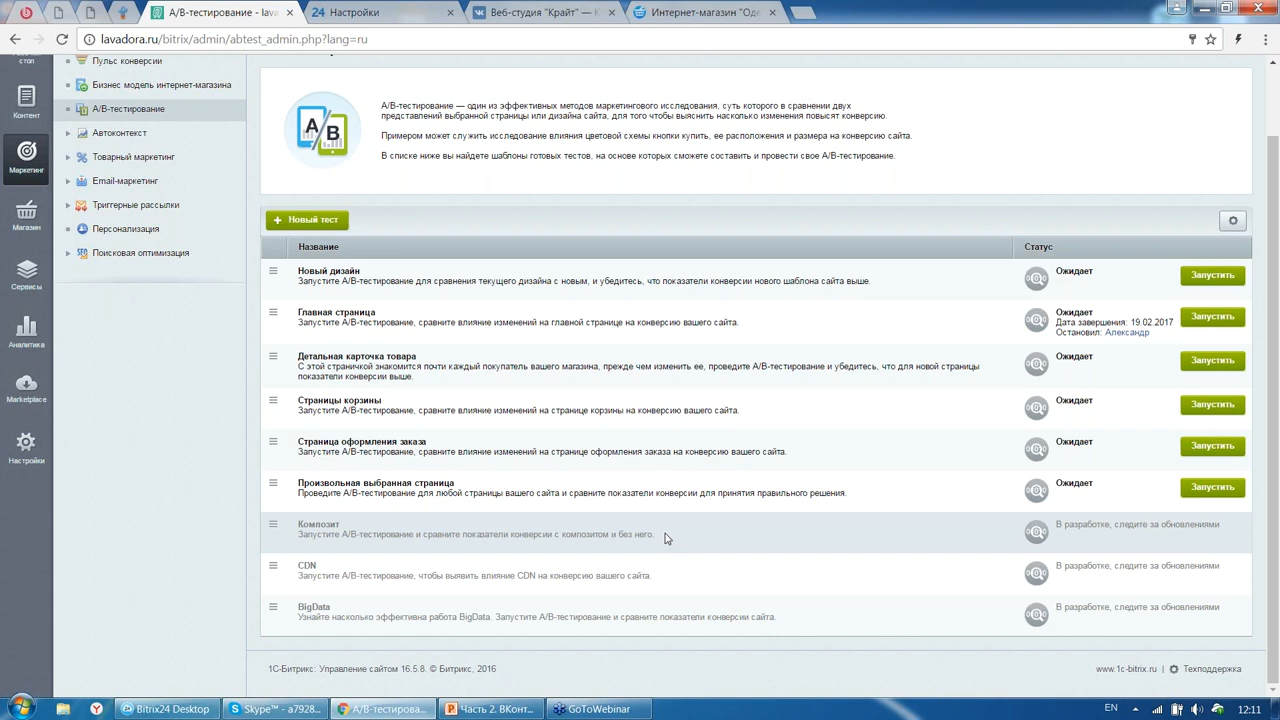 А/В-тестирование - lava
24 Настройки
Веб-студия "Крайт" — К
Интернет-магазин "Оде
lavadora.ru/bitrix/admin/abtest_admin.php?lang=ru
стол
Контент
Маркетинг
Магазин
Сервисы
Аналитика
Marketplace
Настройки
Пульс конверсии
Бизнес модель интернет-магазина
А/В-тестирование
Автоконтекст
Товарный маркетинг
Email-маркетинг
Триггерные рассылки
Персонализация
SEO Поисковая оптимизация
A/B
А/В-тестирование — один из эффективных методов маркетингового исследования, суть которого в сравнении двух
представлений выбранной страницы или дизайна сайта, для того чтобы выяснить насколько изменения повысят конверсию.
Примером может служить исследование влияния цветовой схемы кнопки купить, ее расположения и размера на конверсию сайта.
В списке ниже вы найдете шаблоны готовых тестов, на основе которых сможете составить и провести свое А/В-тестирование.
+ Новый тест
Название Статус
Новый дизайн
Запустите А/В-тестирование для сравнения текущего дизайна с новым, и убедитесь, что показатели конверсии нового шаблона сайта выше.
Ожидает
Запустить
Главная страница
Запустите А/В-тестирование, сравните влияние изменений на главной странице на конверсию вашего сайта.
Ожидает
Дата завершения: 19.02.2017
Остановил: Александр
Запустить
Детальная карточка товара
С этой страничкой знакомится почти каждый покупатель вашего магазина, прежде чем изменить ее, проведите А/В-тестирование и убедитесь, что для новой страницы
показатели конверсии выше.
Ожидает
Запустить
Страницы корзины
Запустите А/В-тестирование, сравните влияние изменений на странице корзины на конверсию вашего сайта.
Ожидает
Запустить
Страница оформления заказа
Запустите А/В-тестирование, сравните влияние изменений на странице оформления заказа на конверсию вашего сайта.
Ожидает
Запустить
Произвольная выбранная страница
Проведите А/В-тестирование для любой страницы вашего сайта и сравните показатели конверсии для принятия правильного решения.
Ожидает
Запустить
Композит
Запустите А/В-тестирование и сравните показатели конверсии с композитом и без него.
В разработке, следите за обновлениями
CDN
Запустите А/В-тестирование, чтобы выявить влияние CDN на конверсию вашего сайта.
В разработке, следите за обновлениями
BigData
Узнайте насколько эффективна работа BigData. Запустите А/В-тестирование и сравните показатели конверсии сайта.
В разработке, следите за обновлениями
1С-Битрикс: Управление сайтом 16.5.8. © Битрикс, 2016
www.1c-bitrix.ru | Техподдержка
Bitrix24 Desktop
Skype™ - a7928...
А/В-тестирова...
Часть 2. ВКонт...
GoToWebinar
EN
12:11